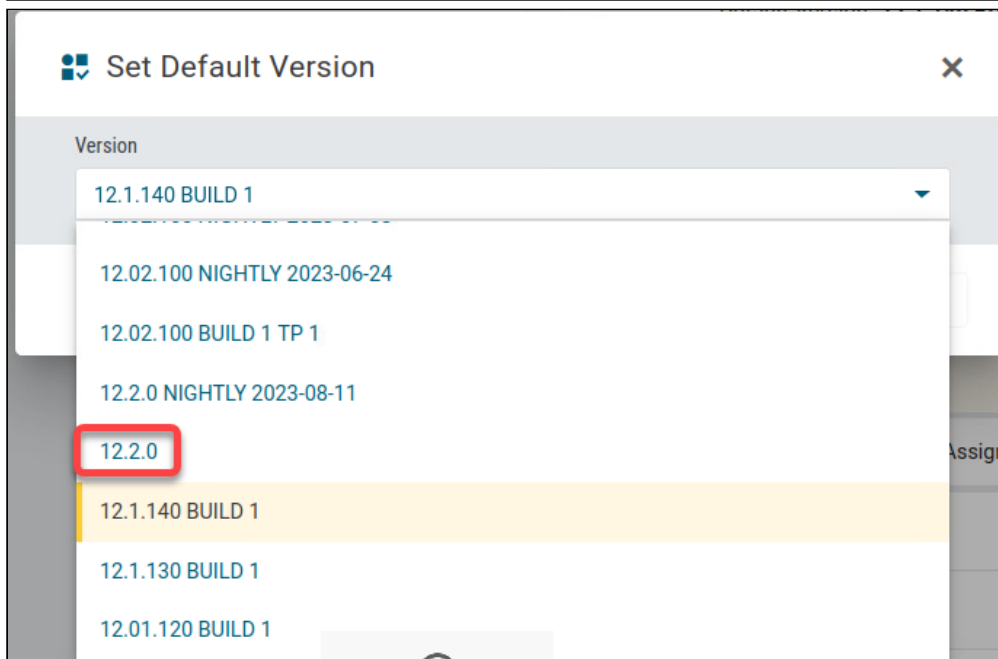 Set Default Version
Version
12.1.140 BUILD 1
12.02.100 NIGHTLY 2023-06-24
12.02.100 BUILD 1 TP 1
12.2.0 NIGHTLY 2023-08-11
12.2.0
Assig
12.1.140 BUILD 1
12.1.130 BUILD 1
12.01.120 BUILD 1